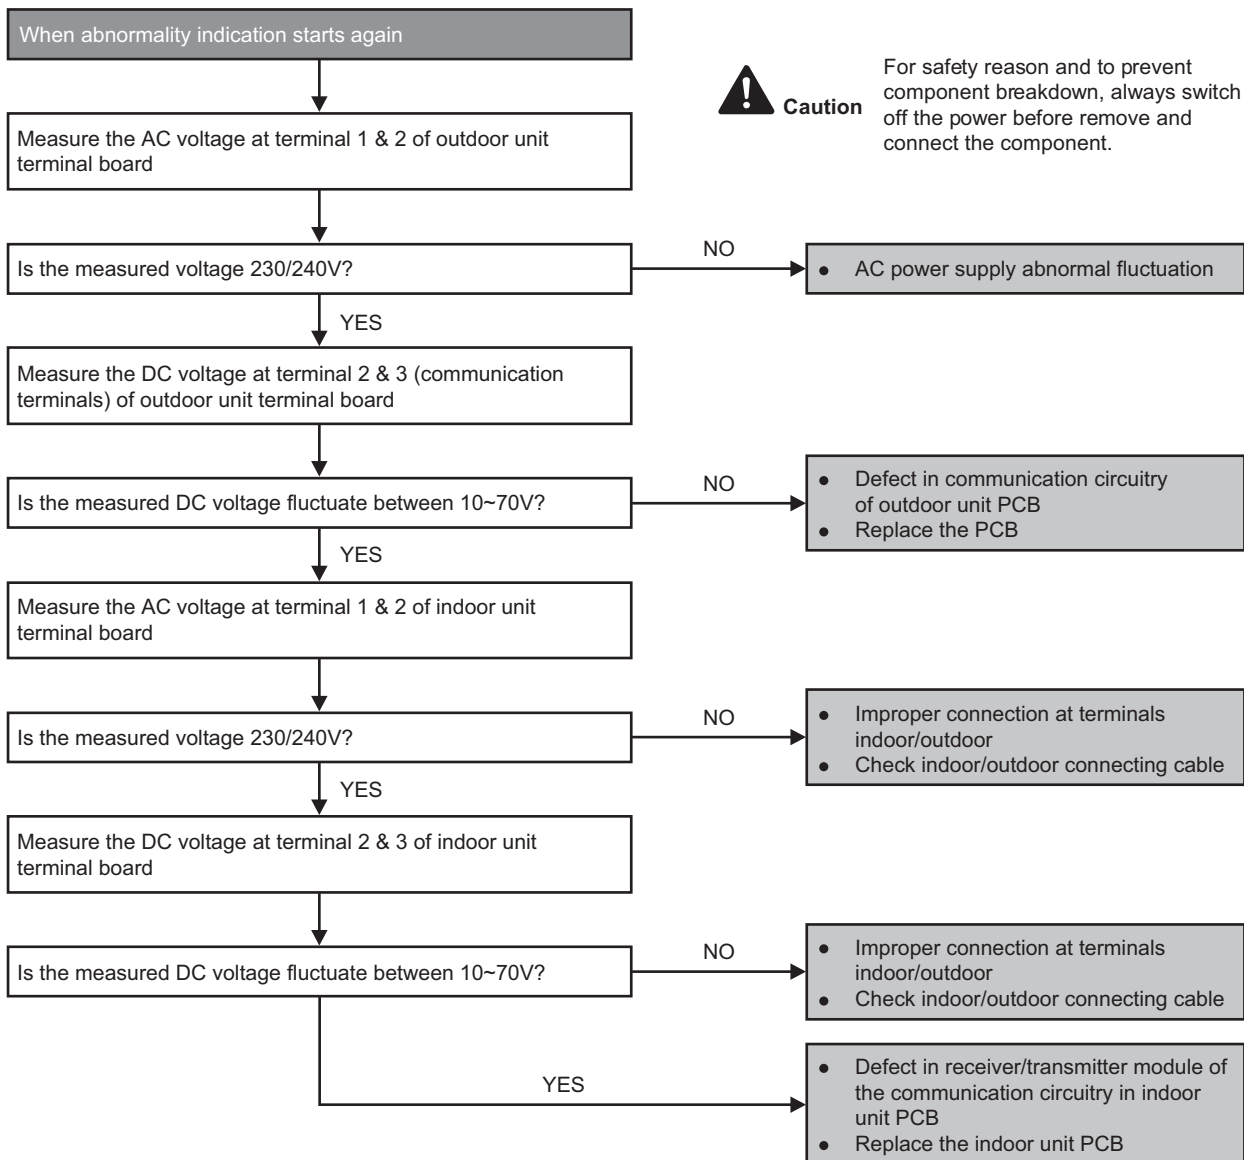 When abnormality indication starts again
Caution
For safety reason and to prevent
component breakdown, always switch
off the power before remove and
connect the component.
Measure the AC voltage at terminal 1 & 2 of outdoor unit
terminal board
Is the measured voltage 230/240V?
NO
● AC power supply abnormal fluctuation
YES
Measure the DC voltage at terminal 2 & 3 (communication
terminals) of outdoor unit terminal board
Is the measured DC voltage fluctuate between 10~70V?
NO
● Defect in communication circuitry
of outdoor unit PCB
● Replace the PCB
YES
Measure the AC voltage at terminal 1 & 2 of indoor unit
terminal board
Is the measured voltage 230/240V?
NO
● Improper connection at terminals
indoor/outdoor
● Check indoor/outdoor connecting cable
YES
Measure the DC voltage at terminal 2 & 3 of indoor unit
terminal board
Is the measured DC voltage fluctuate between 10~70V?
NO
● Improper connection at terminals
indoor/outdoor
● Check indoor/outdoor connecting cable
YES
● Defect in receiver/transmitter module of
the communication circuitry in indoor
unit PCB
● Replace the indoor unit PCB